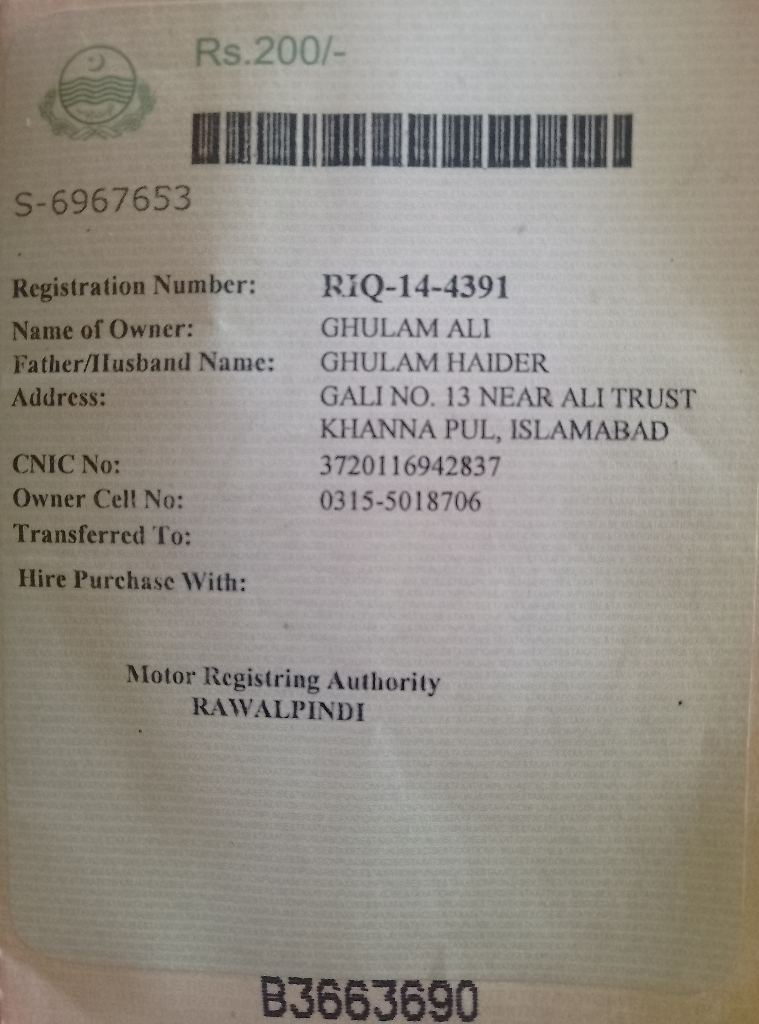 Rs.200/-
S-6967653
Registration Number: RIQ-14-4391
Name of Owner: GHULAM ALI
Father/Husband Name: GHULAM HAIDER
Address: GALI NO. 13 NEAR ALI TRUST
KHANNA PUL, ISLAMABAD
CNIC No: 3720116942837
Owner Cell No: 0315-5018706
Transferred To:
Hire Purchase With:
Motor Registring Authority
RAWALPINDI
B3663690